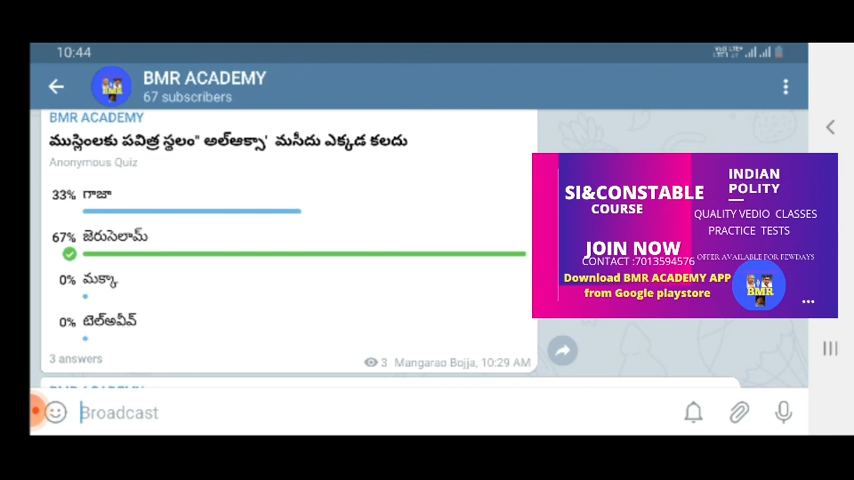 10:44
BMR ACADEMY
67 subscribers
BMR ACADEMY
ముస్లింలకు పవిత్ర స్థలం" అల్ఆక్సా' మసీదు ఎక్కడ కలదు
Anonymous Quiz
33% గాజా
67% జెరుసెలామ్
0% మక్కా
0% టెల్అవీవ్
3 answers
3 Mangarao Bojja, 10:29 AM
Broadcast
SI&CONSTABLE
COURSE
JOIN NOW
CONTACT :7013594576
Download BMR ACADEMY APP
from Google playstore
INDIAN
POLITY
QUALITY VEDIO CLASSES
PRACTICE TESTS
OFFER AVAILABLE FOR FEWDAYS
BMR